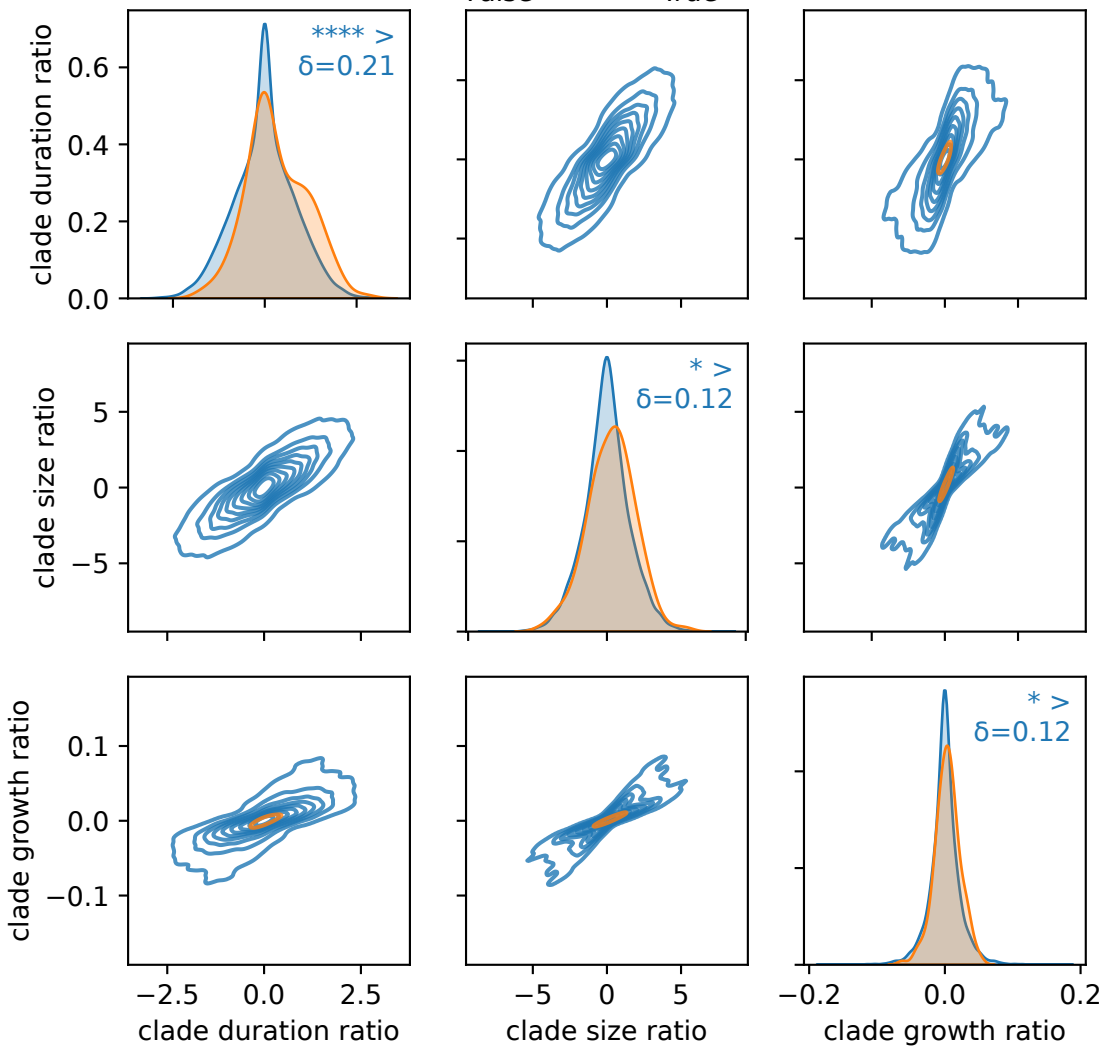 **** >
δ=0.21
clade duration ratio
0.6
0.4
0.2
0.0
* >
δ=0.12
clade size ratio
5
0
−5
* >
δ=0.12
clade growth ratio
0.1
0.0
−0.1
−2.5 0.0 2.5
−5 0 5
−0.2 0.0 0.2
clade duration ratio
clade size ratio
clade growth ratio